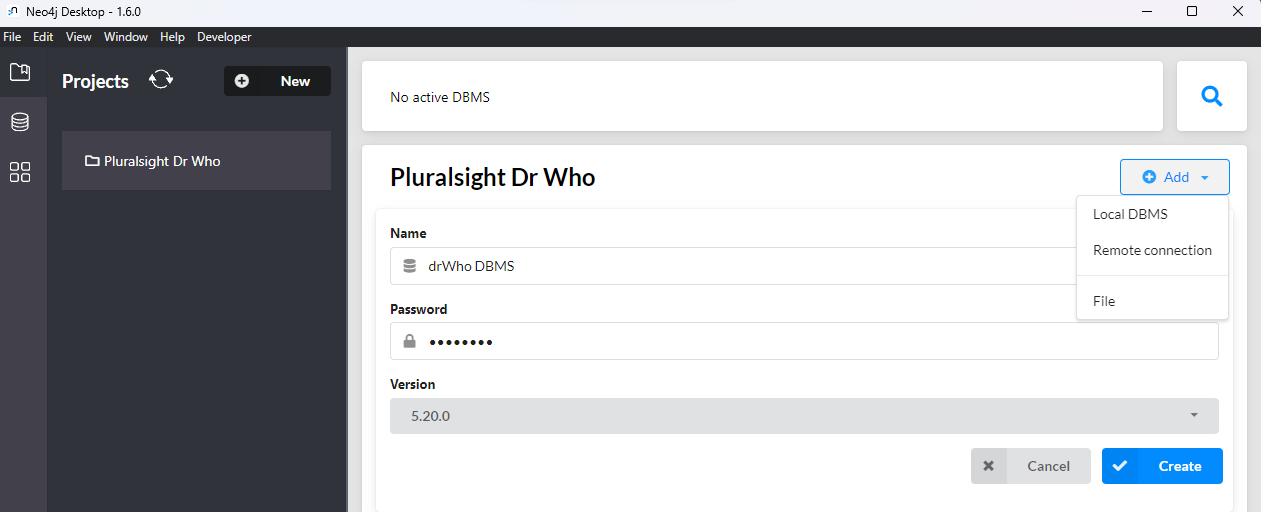 Neo4j Desktop - 1.6.0
File Edit View Window Help Developer
Projects
New
Pluralsight Dr Who
No active DBMS
Pluralsight Dr Who
Add
Local DBMS
Remote connection
File
Name
drWho DBMS
Password
••••••••
Version
5.20.0
Cancel
Create